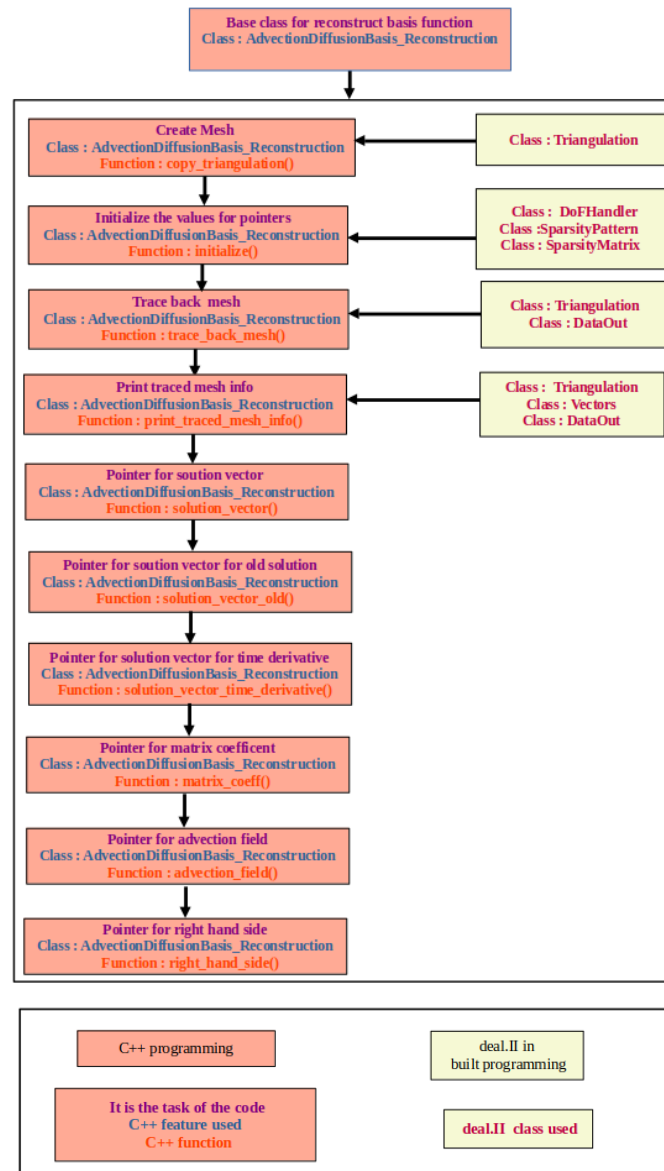 Base class for reconstruct basis function
Class : AdvectionDiffusionBasis_Reconstruction
Create Mesh
Class : AdvectionDiffusionBasis_Reconstruction
Function : copy_triangulation()
Class : Triangulation
Initialize the values for pointers
Class : AdvectionDiffusionBasis_Reconstruction
Function : initialize()
Class :  DoFHandler
Class :SparsityPattern
Class : SparsityMatrix
Trace back  mesh
Class : AdvectionDiffusionBasis_Reconstruction
Function : trace_back_mesh()
Class : Triangulation
Class : DataOut
Print traced mesh info
Class : AdvectionDiffusionBasis_Reconstruction
Function : print_traced_mesh_info()
Class :  Triangulation
Class : Vectors
Class : DataOut
Pointer for soution vector
Class : AdvectionDiffusionBasis_Reconstruction
Function : solution_vector()
Pointer for soution vector for old solution
Class : AdvectionDiffusionBasis_Reconstruction
Function : solution_vector_old()
Pointer for solution vector for time derivative
Class : AdvectionDiffusionBasis_Reconstruction
Function : solution_vector_time_derivative()
Pointer for matrix coefficent
Class : AdvectionDiffusionBasis_Reconstruction
Function : matrix_coeff()
Pointer for advection field
Class : AdvectionDiffusionBasis_Reconstruction
Function : advection_field()
Pointer for right hand side
Class : AdvectionDiffusionBasis_Reconstruction
Function : right_hand_side()
C++ programming
deal.II in
built programming
It is the task of the code
C++ feature used
C++ function
deal.II  class used